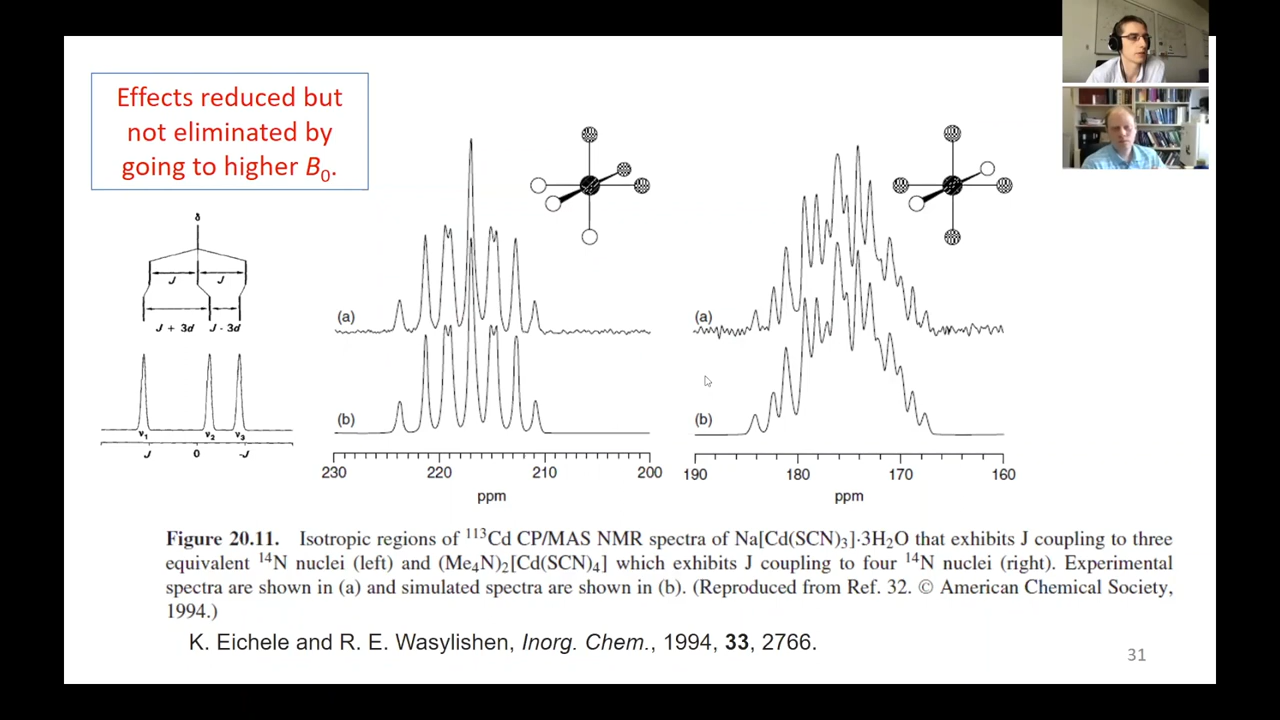 Effects reduced but
not eliminated by
going to higher B₀.
δ
J J
J + 3d J - 3d
ν₁ ν₂ ν₃
J 0 -J
(a)
(b)
230 220 210 200
ppm
(a)
(b)
190 180 170 160
ppm
Figure 20.11. Isotropic regions of ¹¹³Cd CP/MAS NMR spectra of Na[Cd(SCN)₃]·3H₂O that exhibits J coupling to three
equivalent ¹⁴N nuclei (left) and (Me₄N)₂[Cd(SCN)₄] which exhibits J coupling to four ¹⁴N nuclei (right). Experimental
spectra are shown in (a) and simulated spectra are shown in (b). (Reproduced from Ref. 32. © American Chemical Society,
1994.)
K. Eichele and R. E. Wasylishen, Inorg. Chem., 1994, 33, 2766.
31